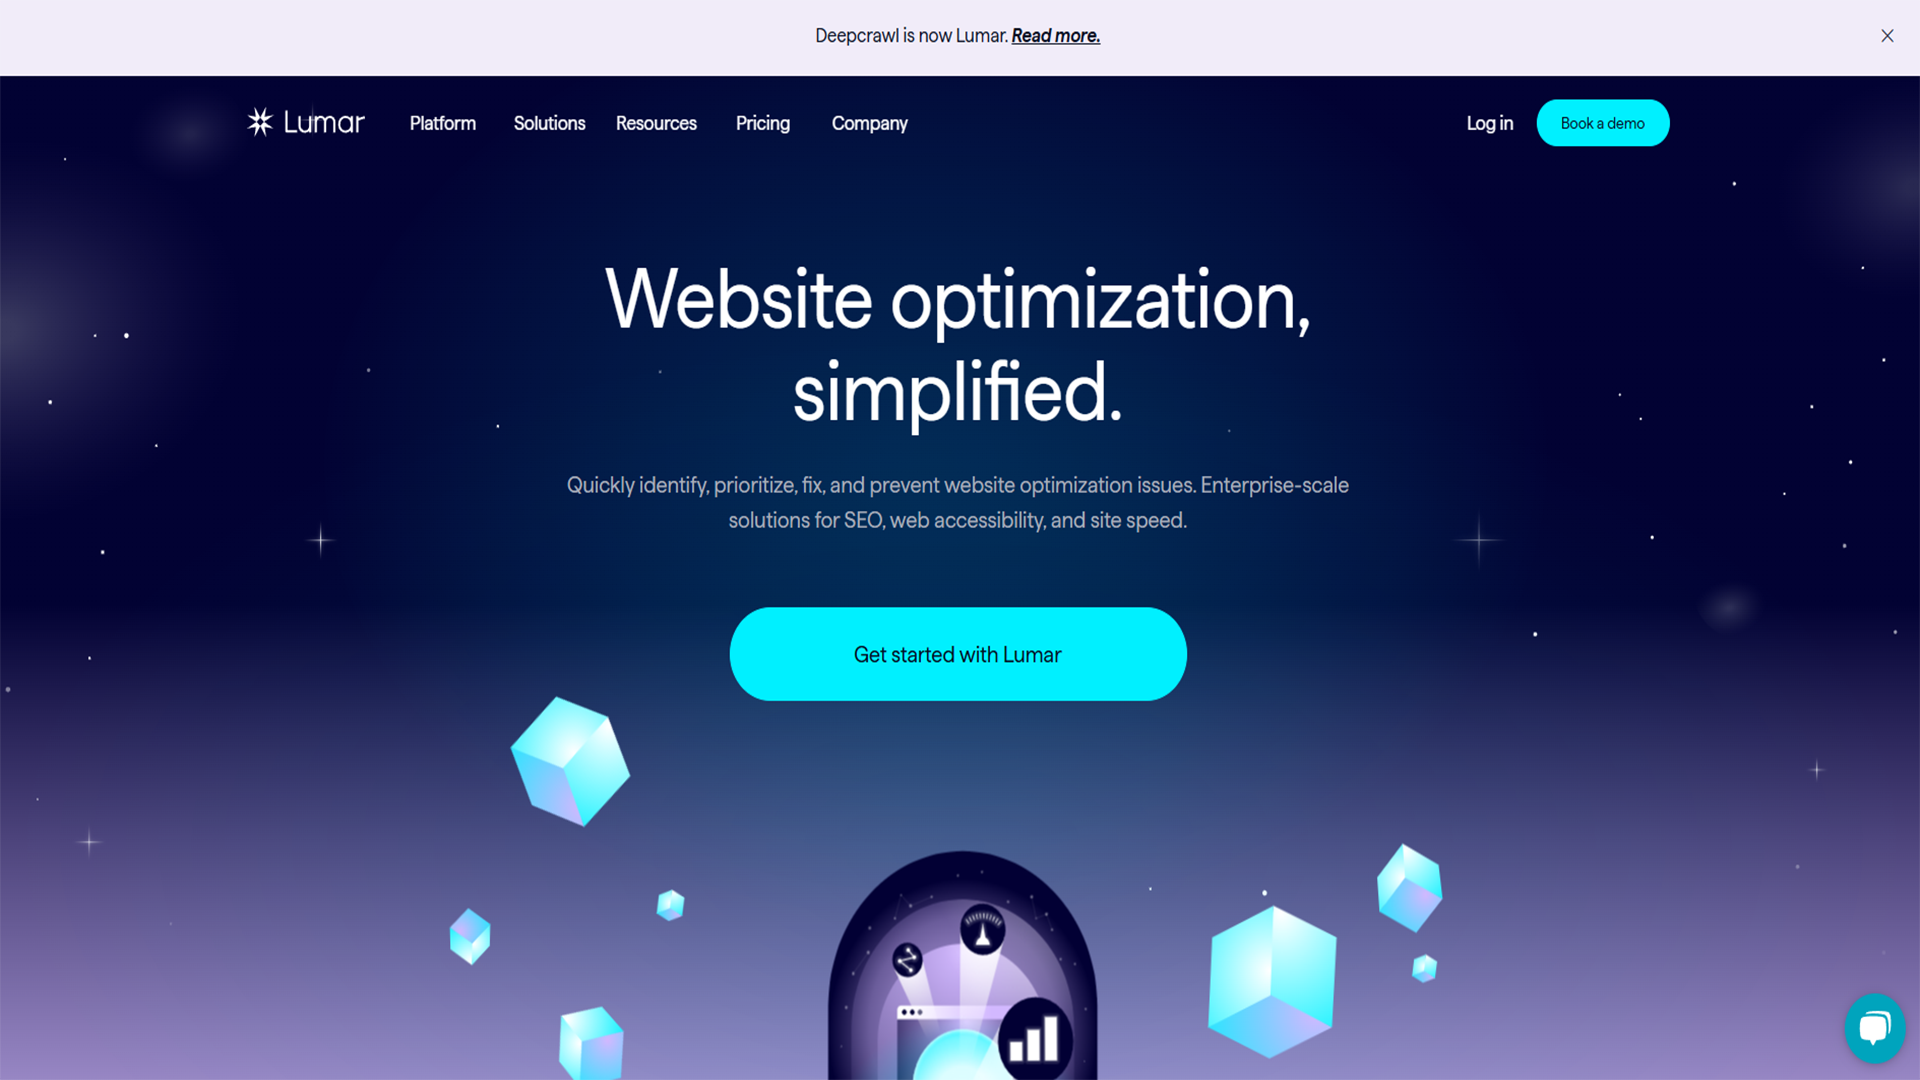 Deepcrawl is now Lumar. Read more.
Lumar
Platform
Solutions
Resources
Pricing
Company
Log in
Book a demo
Website optimization,
simplified.
Quickly identify, prioritize, fix, and prevent website optimization issues. Enterprise-scale
solutions for SEO, web accessibility, and site speed.
Get started with Lumar